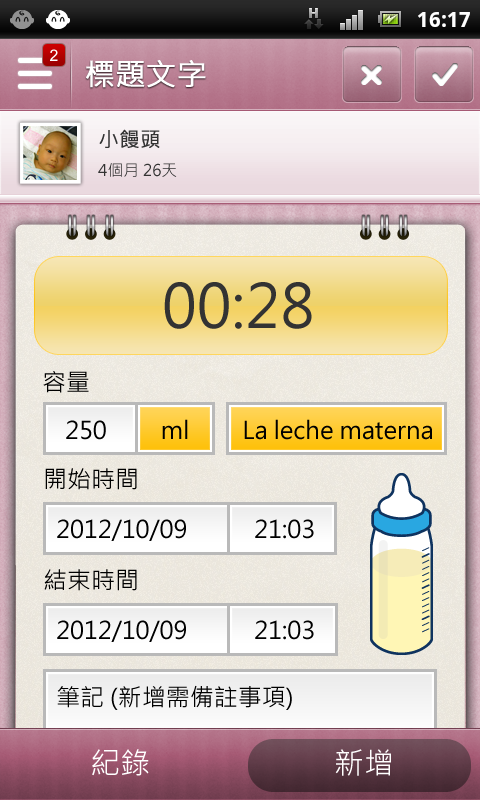 H
16:17
2
標題文字
小饅頭
4個月 26天
00:28
容量
250 ml La leche materna
開始時間
2012/10/09 21:03
結束時間
2012/10/09 21:03
筆記 (新增需備註事項)
紀錄 新增